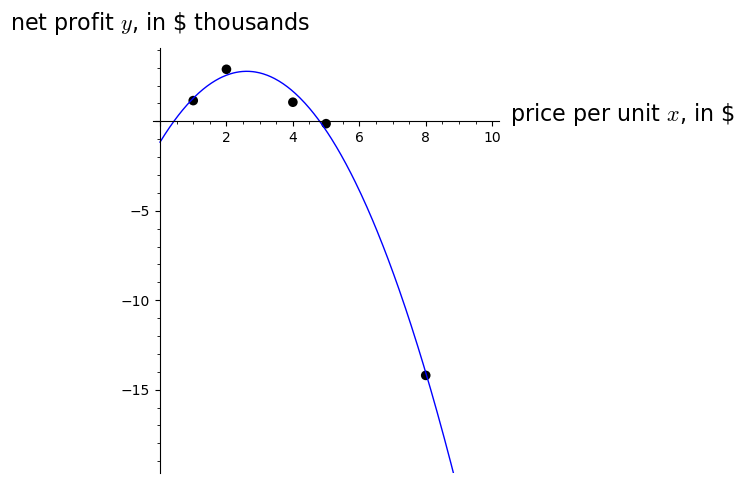 net profit y, in $ thousands
price per unit x, in $
2 4 6 8 10
−5
−10
−15